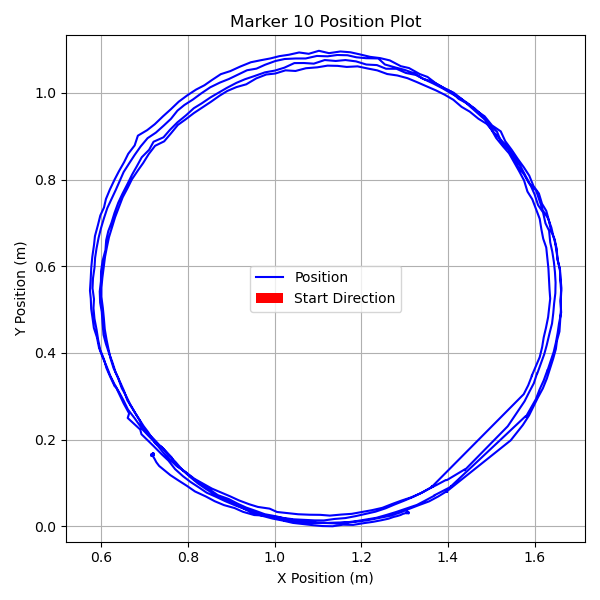 Marker 10 Position Plot
Y Position (m)
1.0
0.8
0.6
0.4
0.2
0.0
Position
Start Direction
0.6 0.8 1.0 1.2 1.4 1.6
X Position (m)